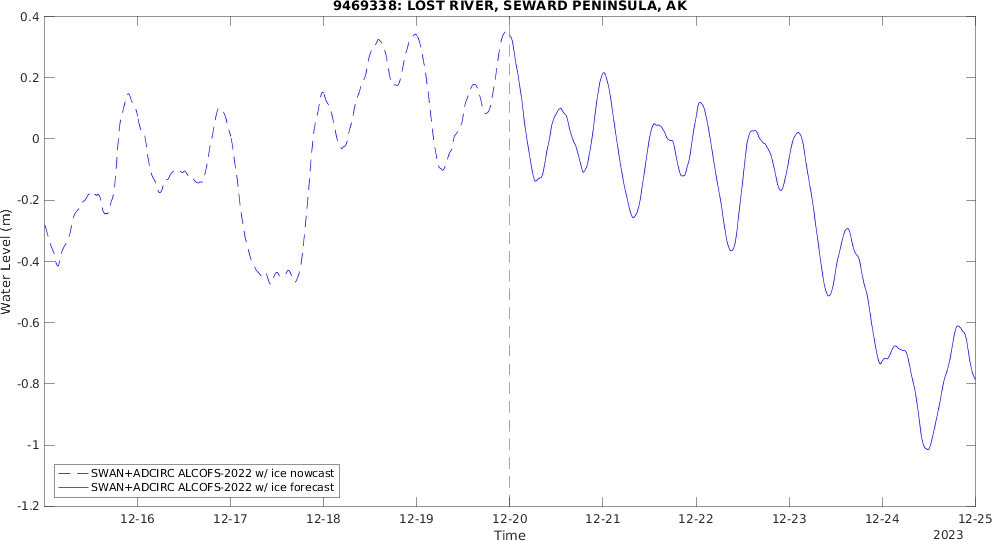 9469338: LOST RIVER, SEWARD PENINSULA, AK
0.4
0.2
0
-0.2
-0.4
-0.6
-0.8
-1
-1.2
Water Level (m)
SWAN+ADCIRC ALCOFS-2022 w/ ice nowcast
SWAN+ADCIRC ALCOFS-2022 w/ ice forecast
12-16 12-17 12-18 12-19 12-20 12-21 12-22 12-23 12-24 12-25
Time
2023